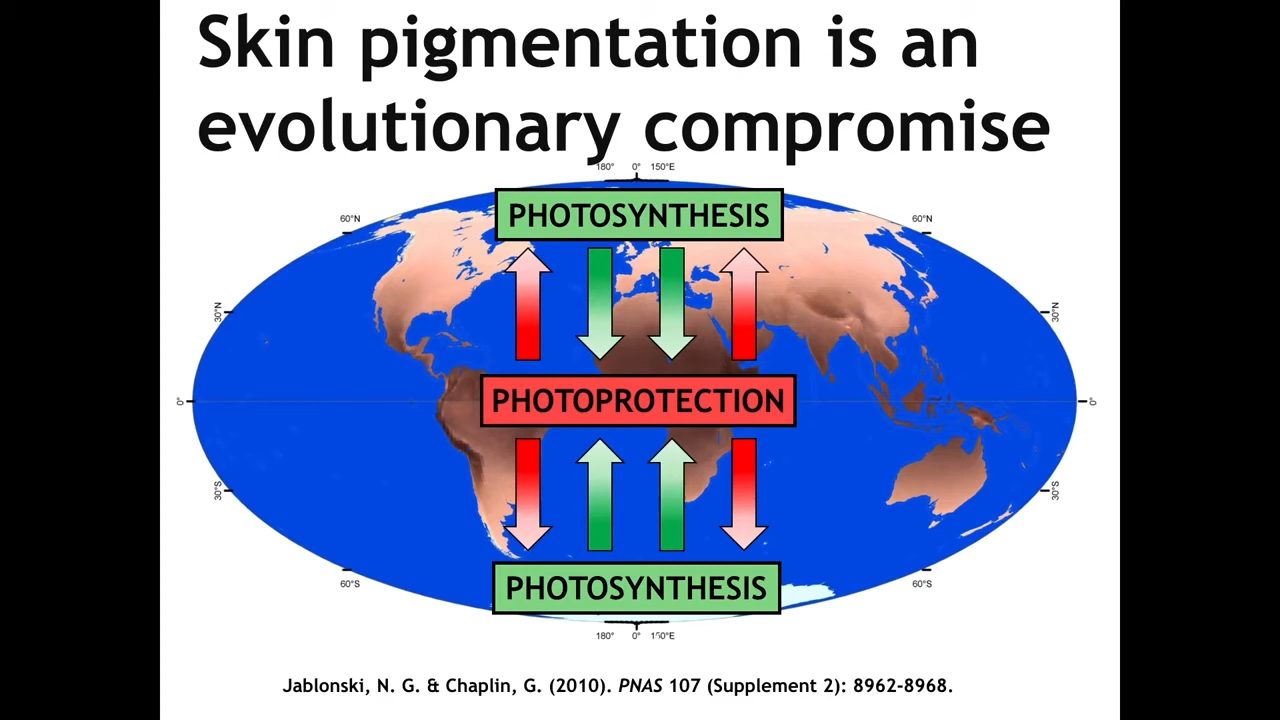 Skin pigmentation is an
evolutionary compromise
180° 0° 150°E
PHOTOSYNTHESIS
60°N 60°N
30°N 30°N
PHOTOPROTECTION
0° 0°
30°S 30°S
PHOTOSYNTHESIS
60°S 60°S
180° 0° 150°E
Jablonski, N. G. & Chaplin, G. (2010). PNAS 107 (Supplement 2): 8962-8968.